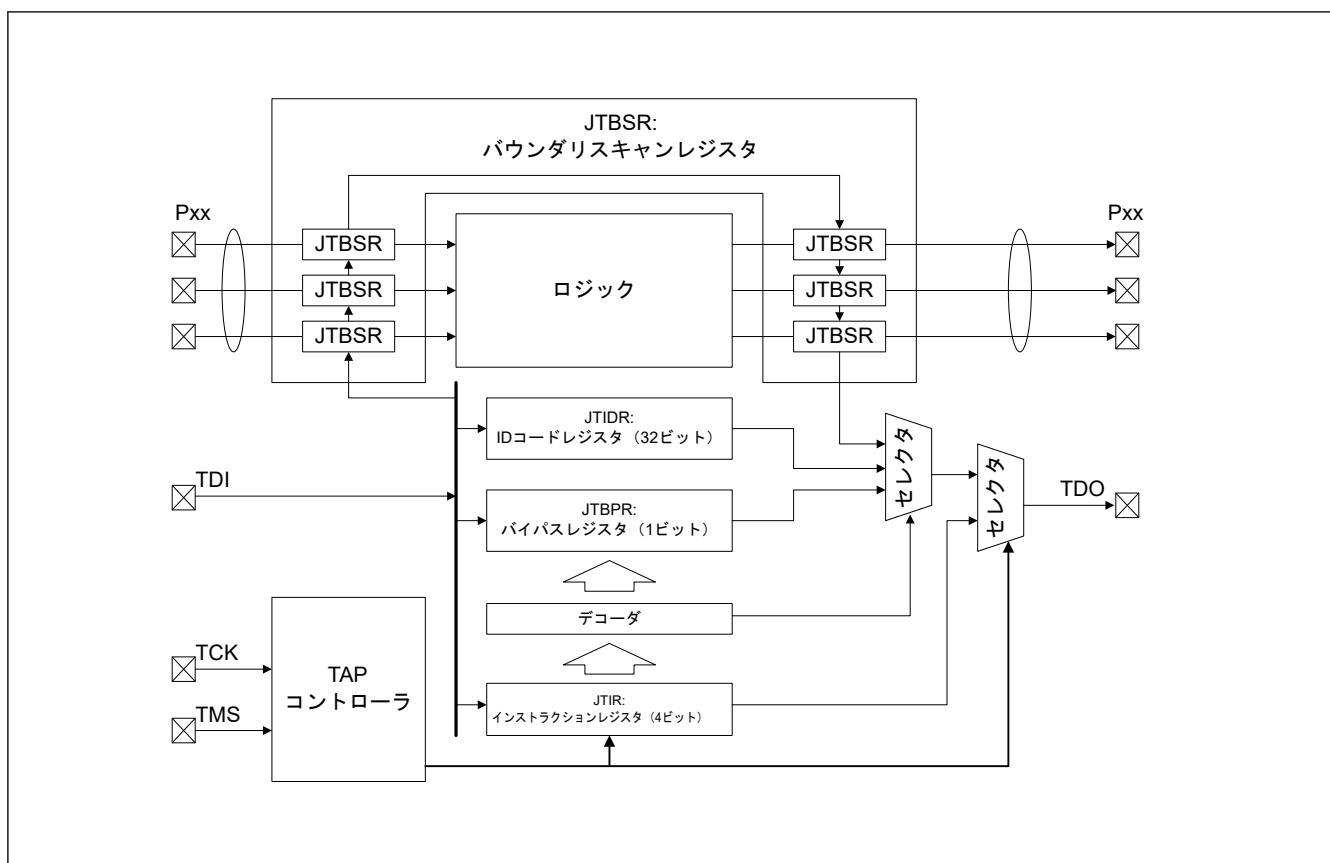 JTBSR:
バウンダリスキャンレジスタ
Pxx
Pxx
JTBSR
JTBSR
JTBSR
ロジック
JTBSR
JTBSR
JTBSR
JTIDR:
IDコードレジスタ（32ビット）
TDI
JTBPR:
バイパスレジスタ（1ビット）
セレクタ
セレクタ
TDO
デコーダ
TCK
TMS
TAP
コントローラ
JTIR:
インストラクションレジスタ（4ビット）